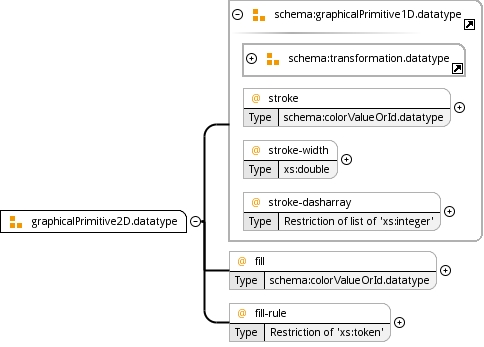 schema:graphicalPrimitive1D.datatype
schema:transformation.datatype
@ stroke
Type schema:colorValueOrId.datatype
@ stroke-width
Type xs:double
@ stroke-dasharray
Type Restriction of list of 'xs:integer'
graphicalPrimitive2D.datatype
@ fill
Type schema:colorValueOrId.datatype
@ fill-rule
Type Restriction of 'xs:token'